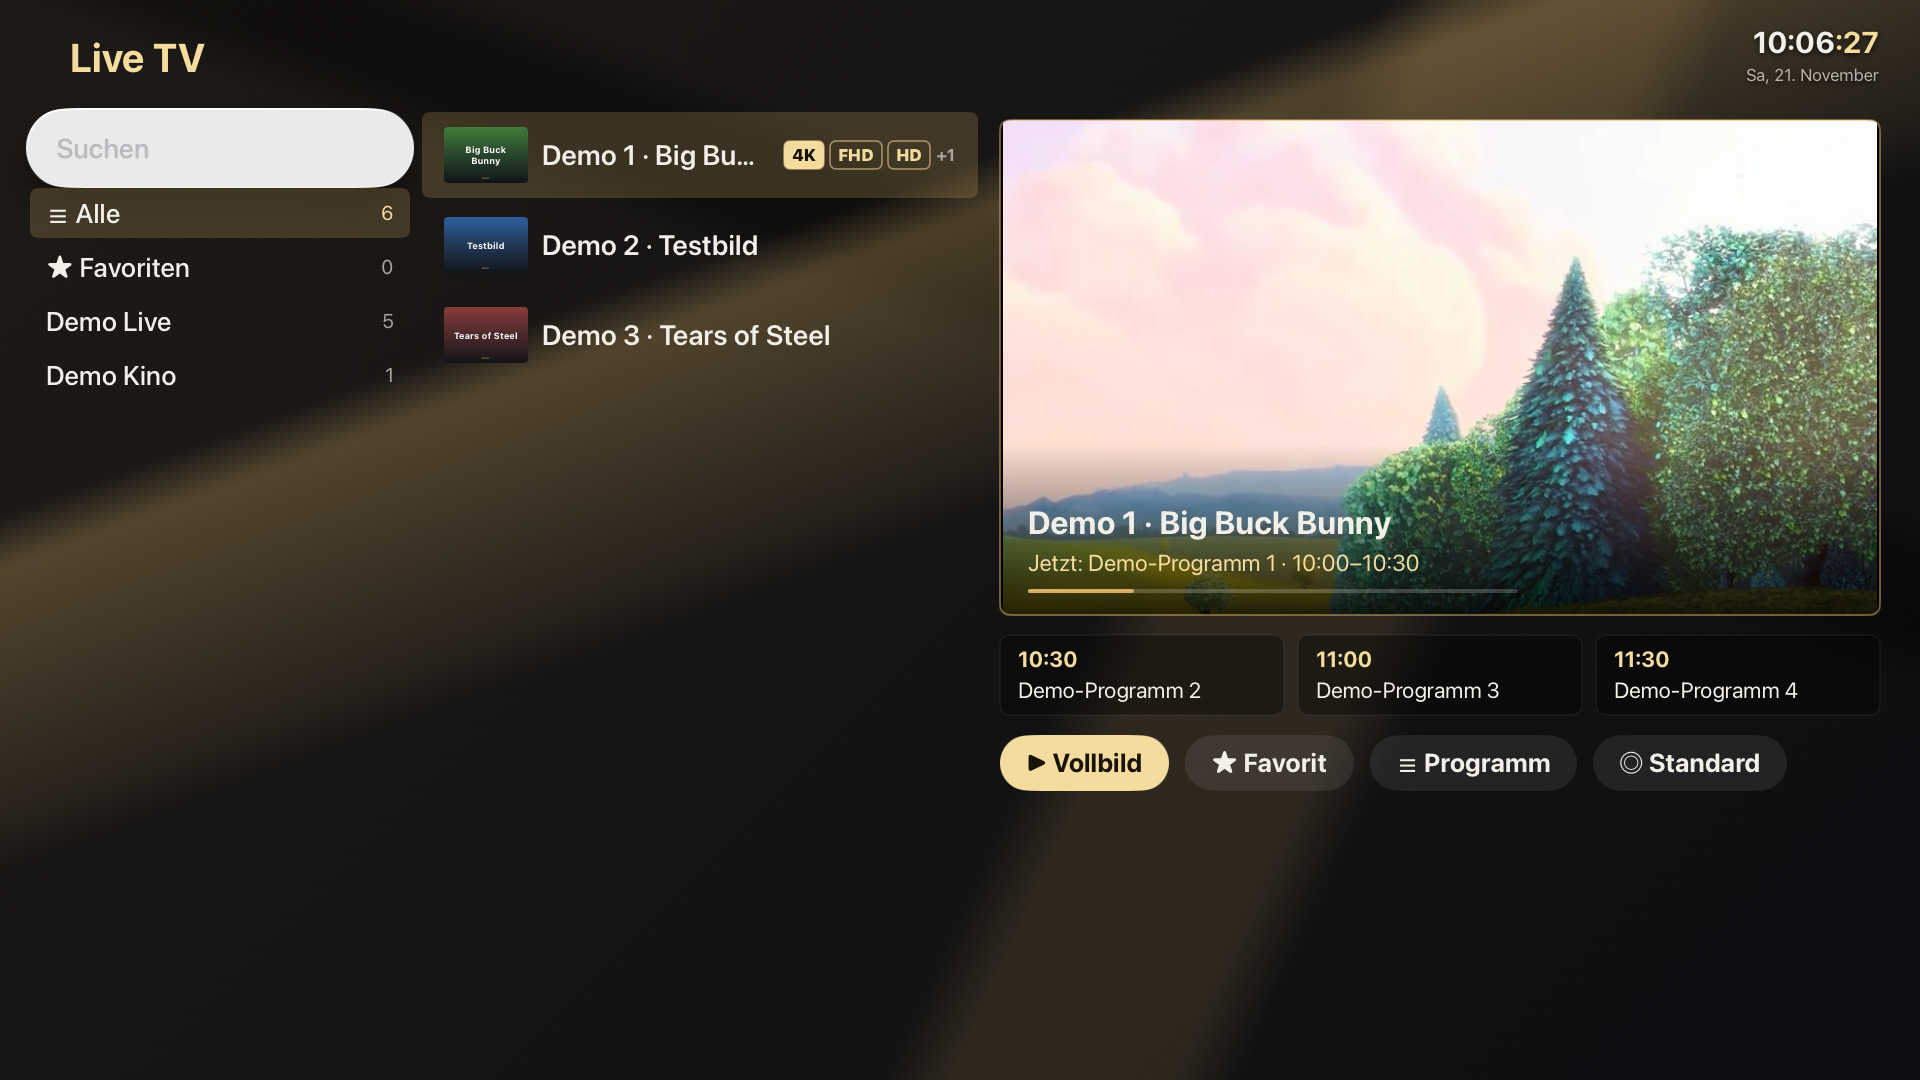 Live TV
10:06:27
Sa, 21. November
Suchen
Alle 6
Favoriten 0
Demo Live 5
Demo Kino 1
Big Buck
Bunny
Demo 1 · Big Bu... 4K FHD HD +1
Testbild
Demo 2 · Testbild
Tears of Steel
Demo 3 · Tears of Steel
Demo 1 · Big Buck Bunny
Jetzt: Demo-Programm 1 · 10:00–10:30
10:30
Demo-Programm 2
11:00
Demo-Programm 3
11:30
Demo-Programm 4
Vollbild
Favorit
Programm
Standard